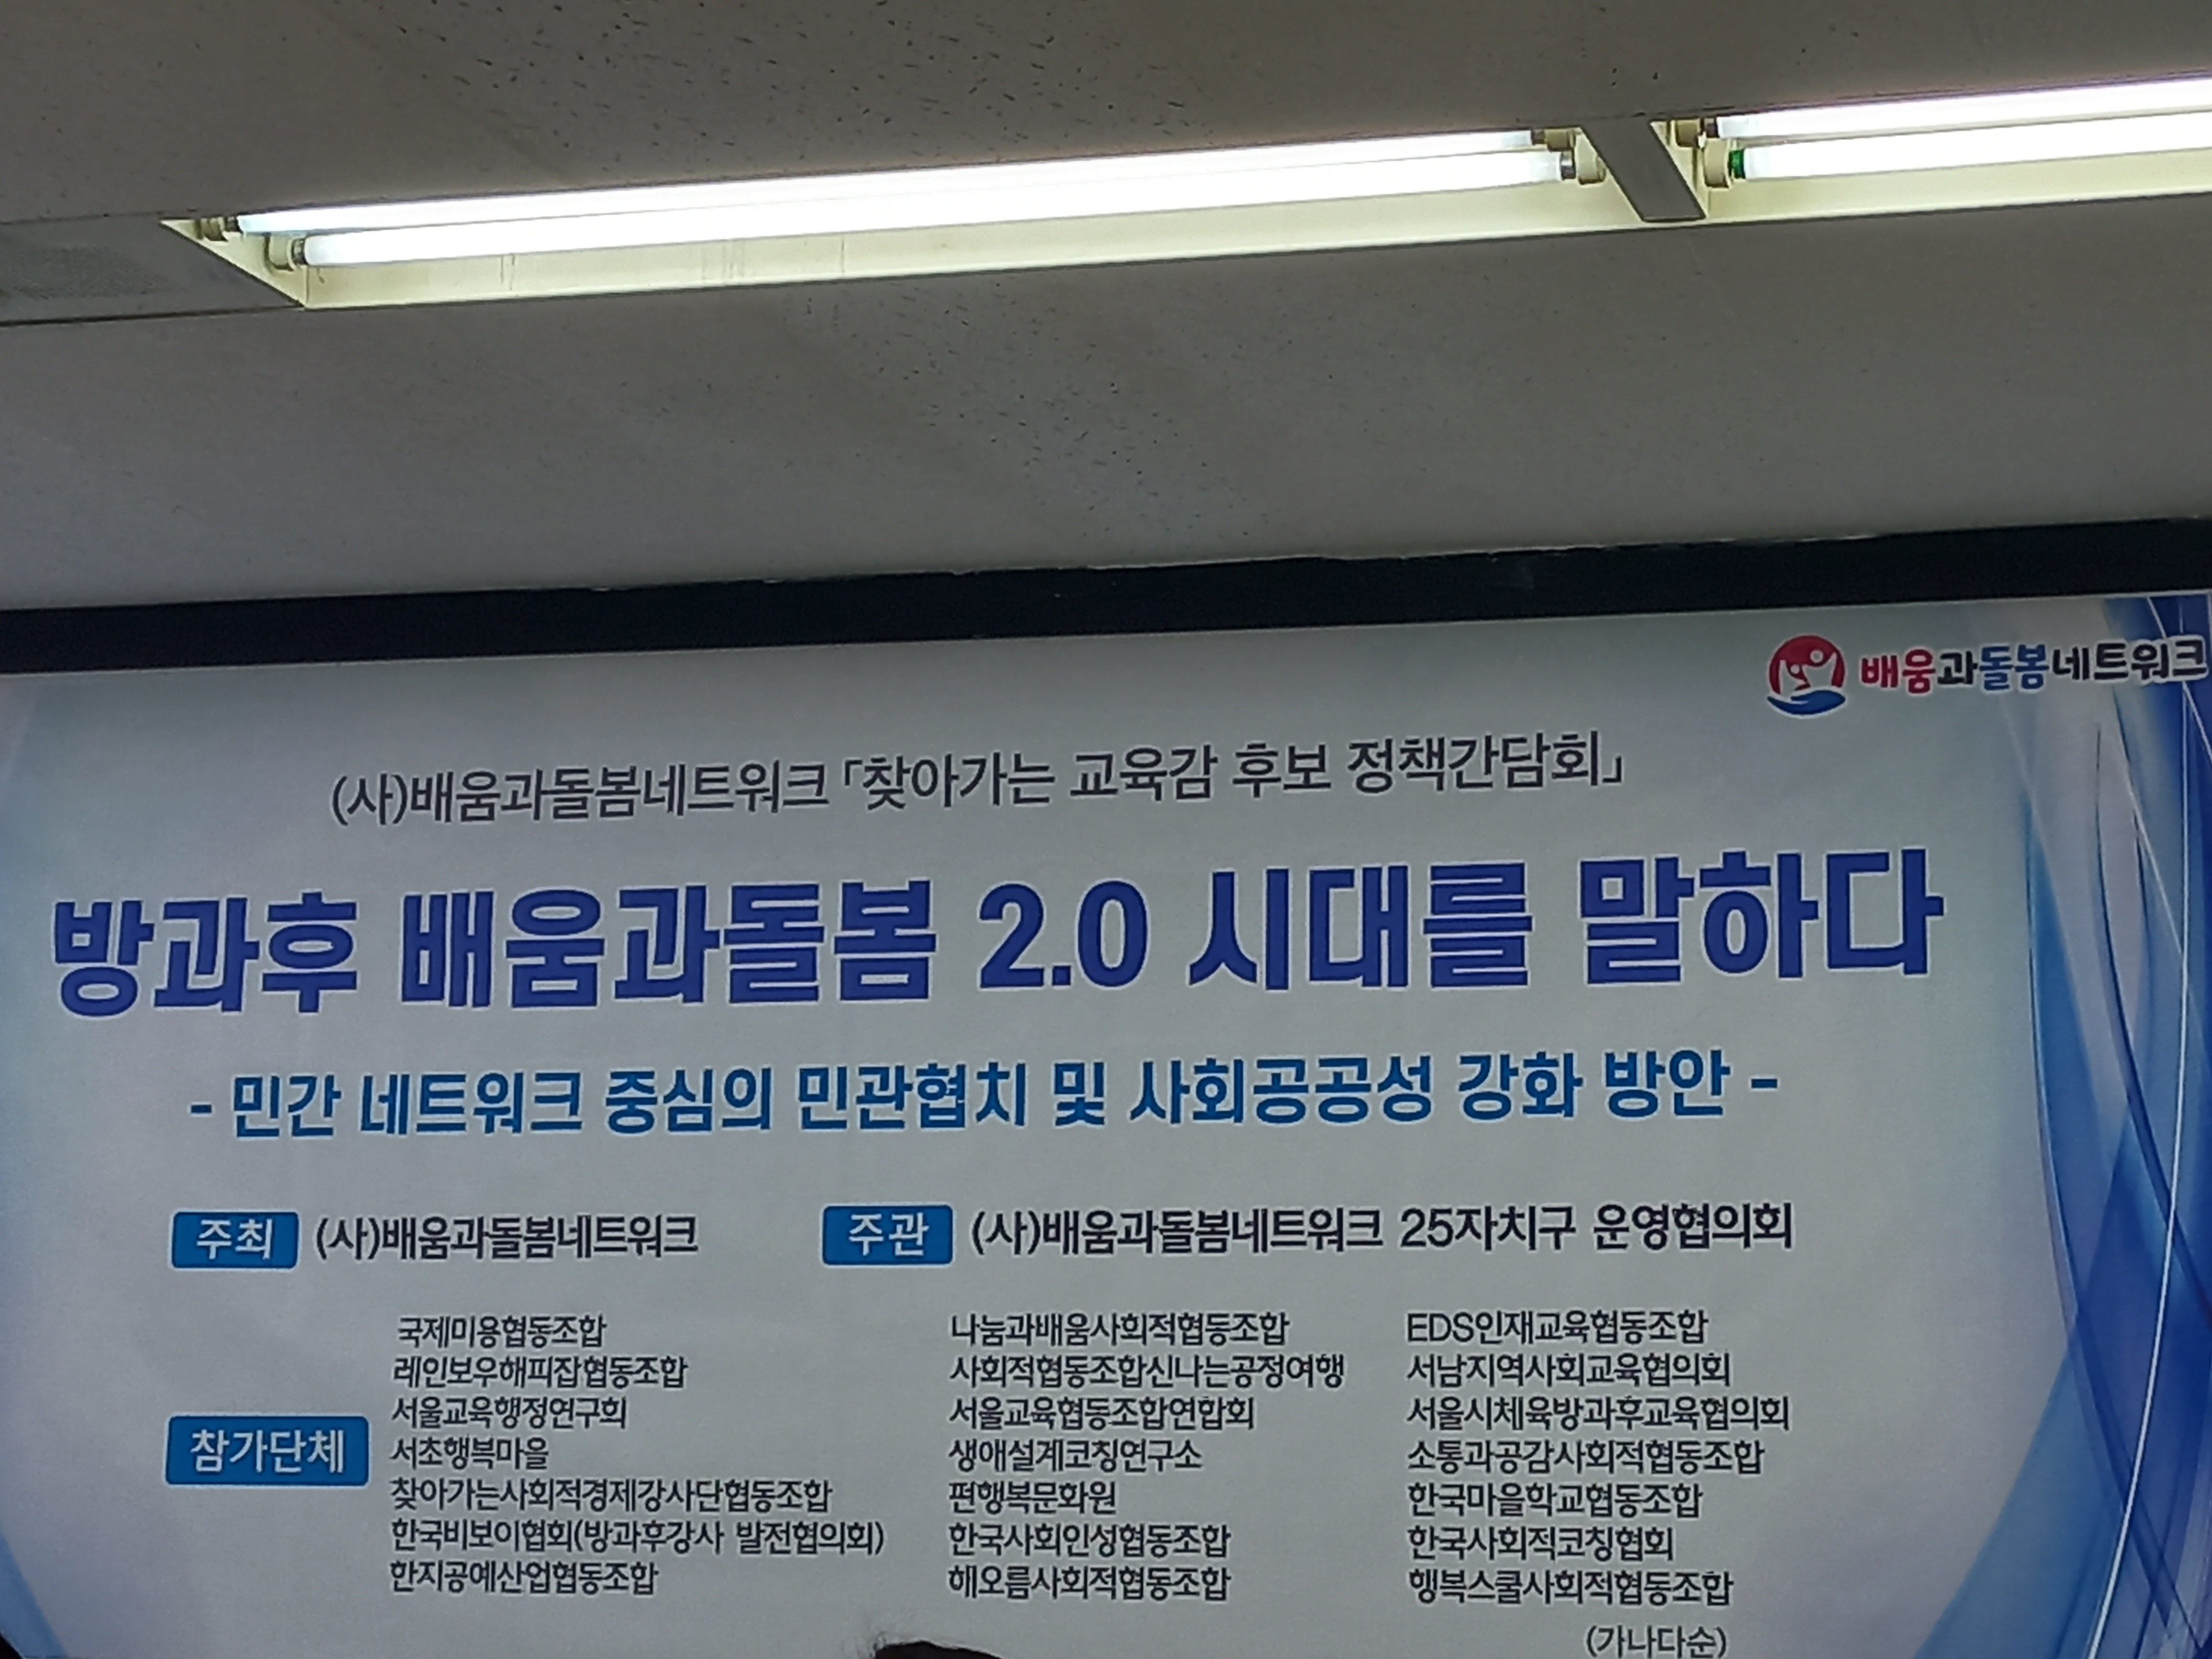 배움과돌봄네트워크
(사)배움과돌봄네트워크 「찾아가는 교육감 후보 정책간담회」
방과후 배움과돌봄 2.0 시대를 말하다
- 민간 네트워크 중심의 민관협치 및 사회공공성 강화 방안 -
주최 (사)배움과돌봄네트워크 주관 (사)배움과돌봄네트워크 25자치구 운영협의회
참가단체
국제미용협동조합 나눔과배움사회적협동조합 EDS인재교육협동조합
레인보우해피잡협동조합 사회적협동조합신나는공정여행 서남지역사회교육협의회
서울교육행정연구회 서울교육협동조합연합회 서울시체육방과후교육협의회
서초행복마을 생애설계코칭연구소 소통과공감사회적협동조합
찾아가는사회적경제강사단협동조합 펀행복문화원 한국마을학교협동조합
한국비보이협회(방과후강사 발전협의회) 한국사회인성협동조합 한국사회적코칭협회
한지공예산업협동조합 해오름사회적협동조합 행복스쿨사회적협동조합
(가나다순)